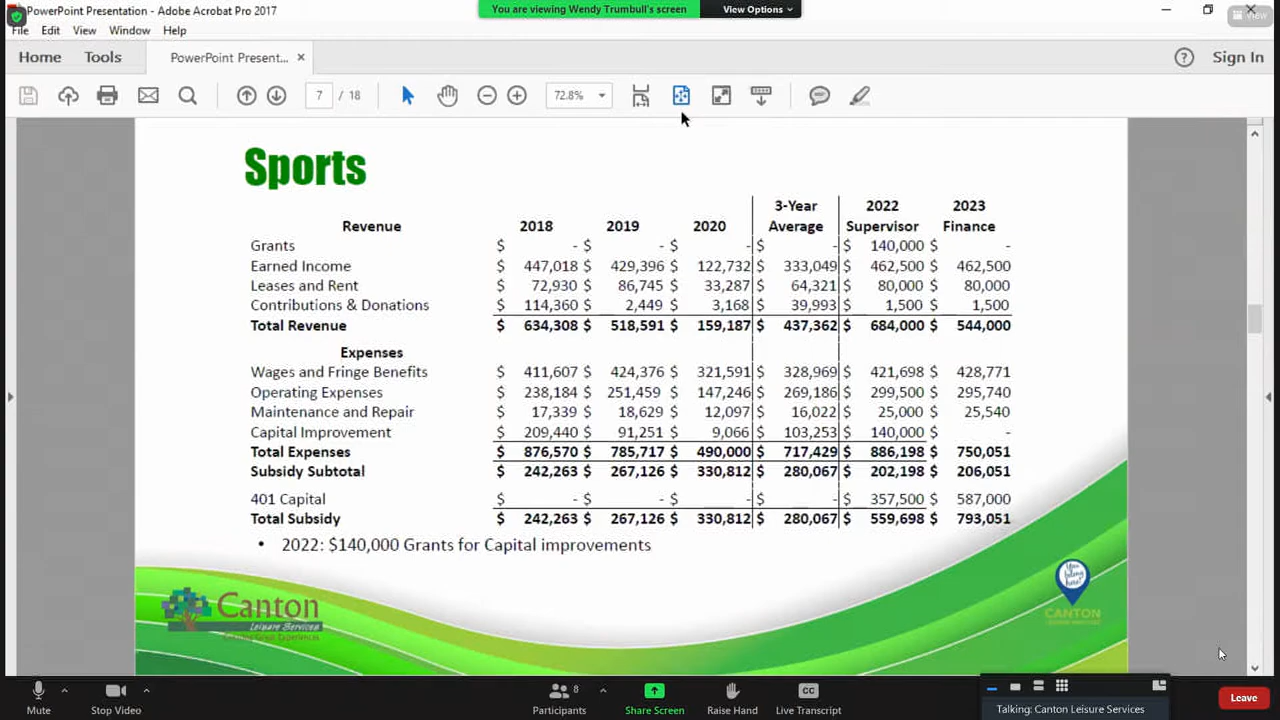 PowerPoint Presentation - Adobe Acrobat Pro 2017
You are viewing Wendy Trumbull's screen View Options
View
File Edit View Window Help
Home Tools PowerPoint Present... × Sign In
7 / 18 72.8%
Sports
Revenue 2018 2019 2020 3-Year Average 2022 Supervisor 2023 Finance
Grants $ - $ - $ - $ - $ 140,000 $ -
Earned Income $ 447,018 $ 429,396 $ 122,732 $ 333,049 $ 462,500 $ 462,500
Leases and Rent $ 72,930 $ 86,745 $ 33,287 $ 64,321 $ 80,000 $ 80,000
Contributions & Donations $ 114,360 $ 2,449 $ 3,168 $ 39,993 $ 1,500 $ 1,500
Total Revenue $ 634,308 $ 518,591 $ 159,187 $ 437,362 $ 684,000 $ 544,000
Expenses
Wages and Fringe Benefits $ 411,607 $ 424,376 $ 321,591 $ 328,969 $ 421,698 $ 428,771
Operating Expenses $ 238,184 $ 251,459 $ 147,246 $ 269,186 $ 299,500 $ 295,740
Maintenance and Repair $ 17,339 $ 18,629 $ 12,097 $ 16,022 $ 25,000 $ 25,540
Capital Improvement $ 209,440 $ 91,251 $ 9,066 $ 103,253 $ 140,000 $ -
Total Expenses $ 876,570 $ 785,717 $ 490,000 $ 717,429 $ 886,198 $ 750,051
Subsidy Subtotal $ 242,263 $ 267,126 $ 330,812 $ 280,067 $ 202,198 $ 206,051
401 Capital $ - $ - $ - $ - $ 357,500 $ 587,000
Total Subsidy $ 242,263 $ 267,126 $ 330,812 $ 280,067 $ 559,698 $ 793,051
• 2022: $140,000 Grants for Capital improvements
Canton
Leisure Services
You
belong
here!
CANTON
Mute Stop Video Participants 8 Share Screen Raise Hand CC Live Transcript
Talking: Canton Leisure Services
Leave